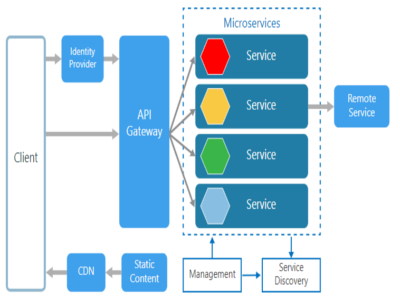 Microservices
Identity
Provider
Service
API
Gateway
Service
Remote
Service
Client
Service
Service
CDN
Static
Content
Management
Service
Discovery